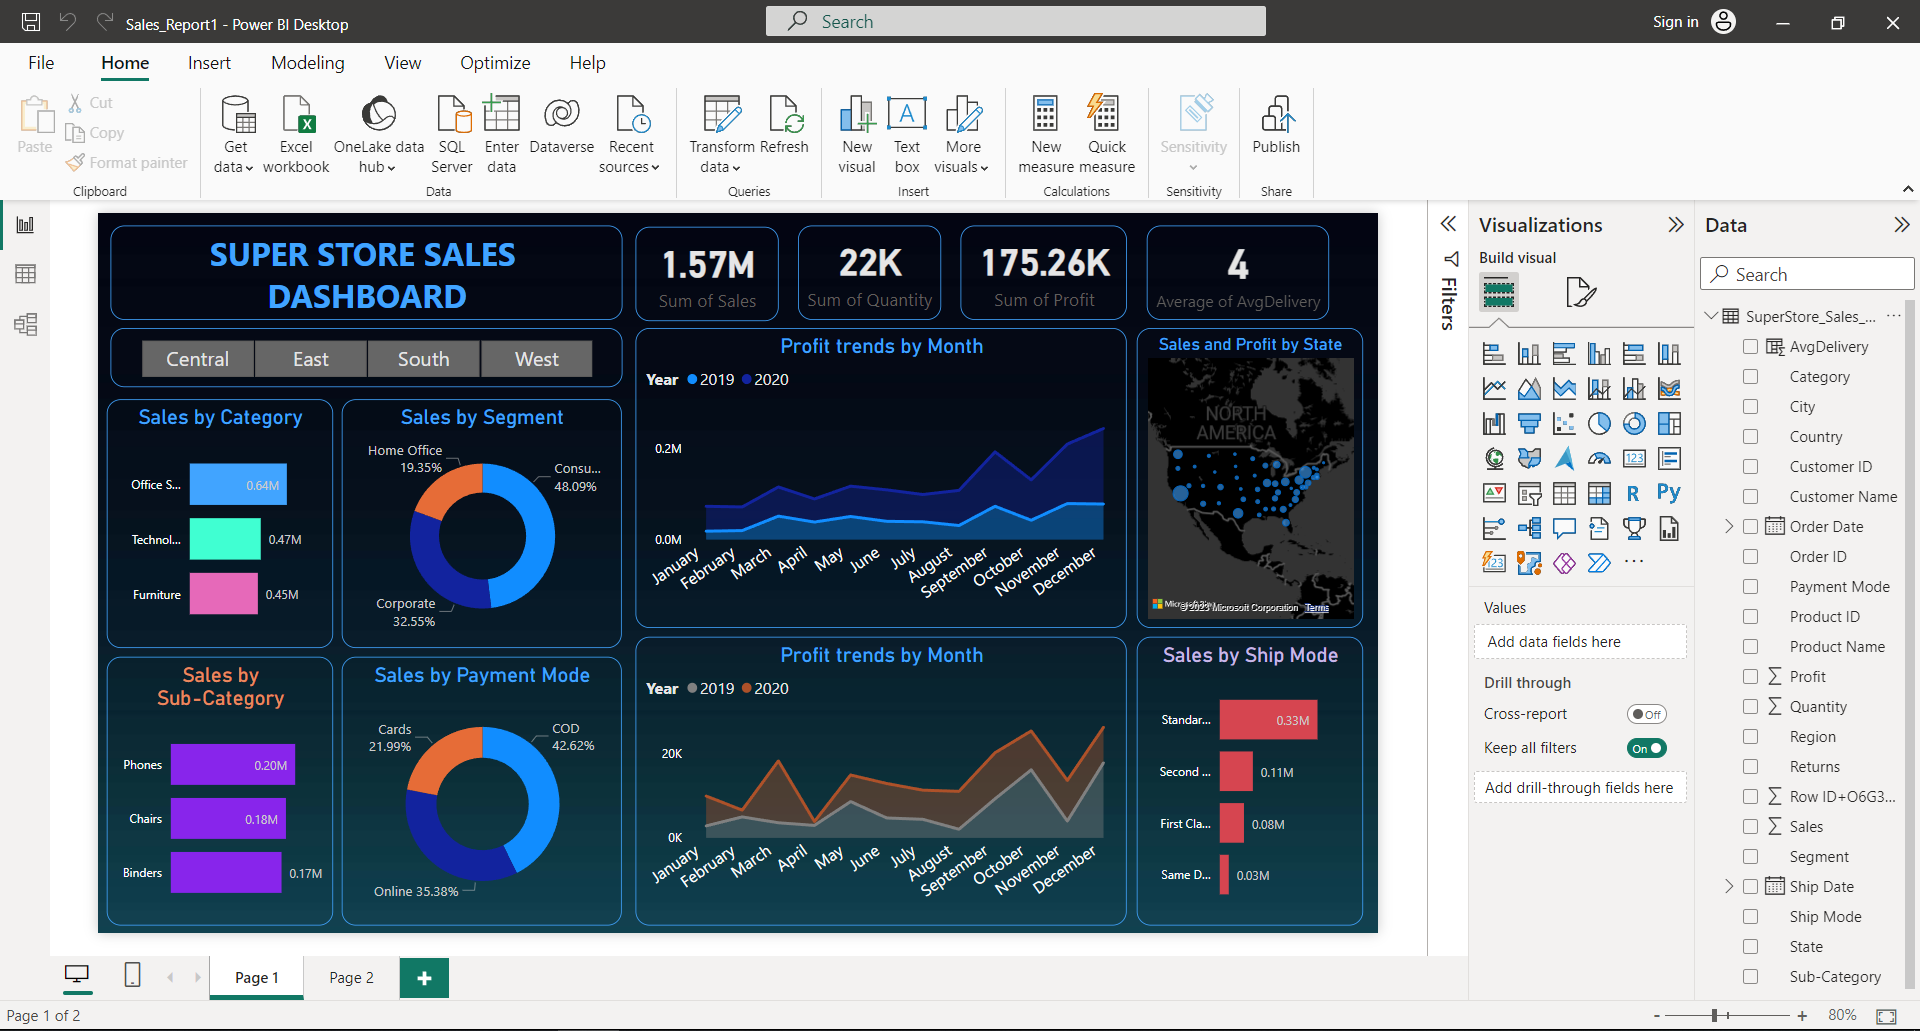 Sales_Report1 - Power BI Desktop
Search
Sign in
File Home Insert Modeling View Optimize Help
Paste
Cut
Copy
Format painter
Clipboard
Get data
Excel workbook
OneLake data hub
SQL Server
Enter data
Dataverse
Recent sources
Data
Transform data
Refresh
Queries
New visual
Text box
More visuals
Insert
New measure
Quick measure
Calculations
Sensitivity
Sensitivity
Publish
Share
SUPER STORE SALES
DASHBOARD
1.57M
Sum of Sales
22K
Sum of Quantity
175.26K
Sum of Profit
4
Average of AvgDelivery
Central East South West
Sales by Category
Office S... 0.64M
Technol... 0.47M
Furniture 0.45M
Sales by Segment
Home Office
19.35%
Consu...
48.09%
Corporate
32.55%
Profit trends by Month
Year 2019 2020
0.2M
0.0M
January February March April May June July August September October November December
Sales and Profit by State
NORTH
AMERICA
© 2023 Microsoft Corporation Terms
Sales by
Sub-Category
Phones 0.20M
Chairs 0.18M
Binders 0.17M
Sales by Payment Mode
Cards
21.99%
COD
42.62%
Online 35.38%
Profit trends by Month
Year 2019 2020
20K
0K
January February March April May June July August September October November December
Sales by Ship Mode
Standar... 0.33M
Second ... 0.11M
First Cla... 0.08M
Same D... 0.03M
Filters
Visualizations
Build visual
123
R
Py
123
Values
Add data fields here
Drill through
Cross-report Off
Keep all filters On
Add drill-through fields here
Data
Search
SuperStore_Sales_...
AvgDelivery
Category
City
Country
Customer ID
Customer Name
Order Date
Order ID
Payment Mode
Product ID
Product Name
Profit
Quantity
Region
Returns
Row ID+O6G3...
Sales
Segment
Ship Date
Ship Mode
State
Sub-Category
Page 1 Page 2
Page 1 of 2
80%